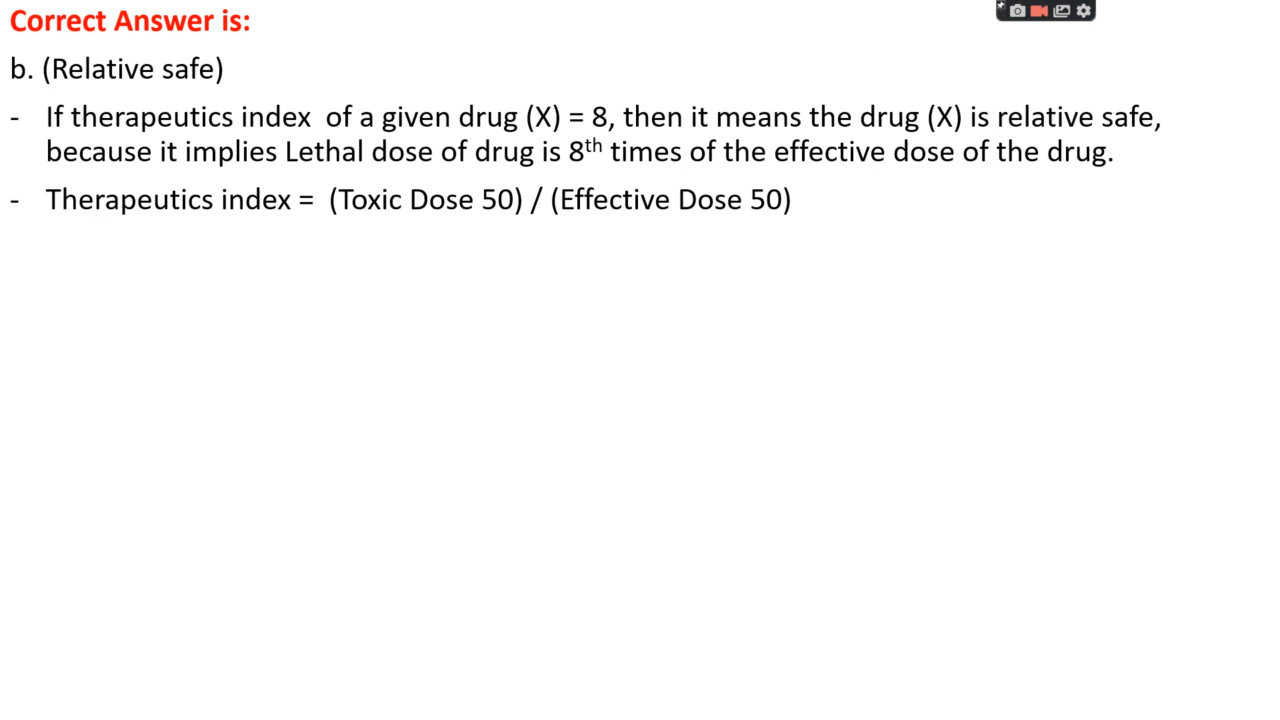 Correct Answer is:
b. (Relative safe)
- If therapeutics index of a given drug (X) = 8, then it means the drug (X) is relative safe,
because it implies Lethal dose of drug is 8th times of the effective dose of the drug.
- Therapeutics index = (Toxic Dose 50) / (Effective Dose 50)